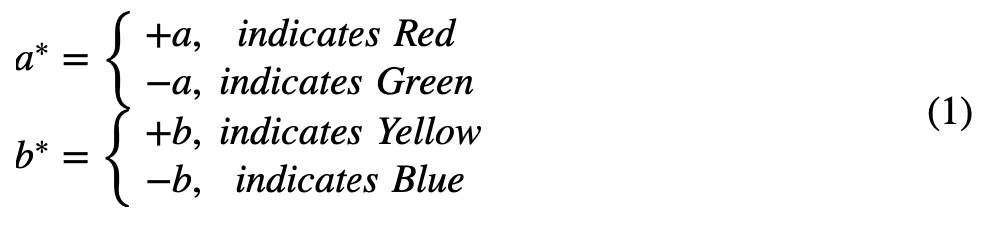 a* = { +a, indicates Red
−a, indicates Green
b* = { +b, indicates Yellow
−b, indicates Blue
(1)